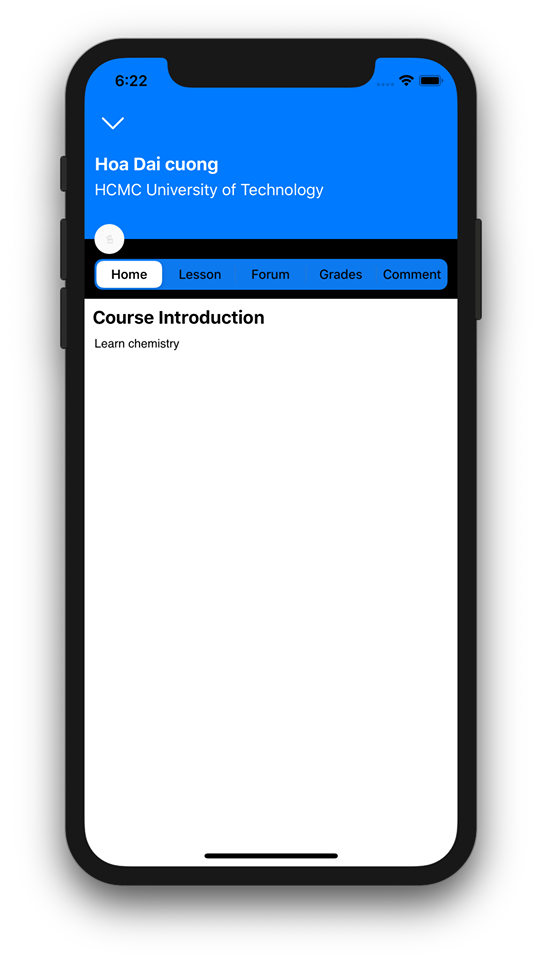 6:22
Hoa Dai cuong
HCMC University of Technology
Home Lesson Forum Grades Comment
Course Introduction
Learn chemistry